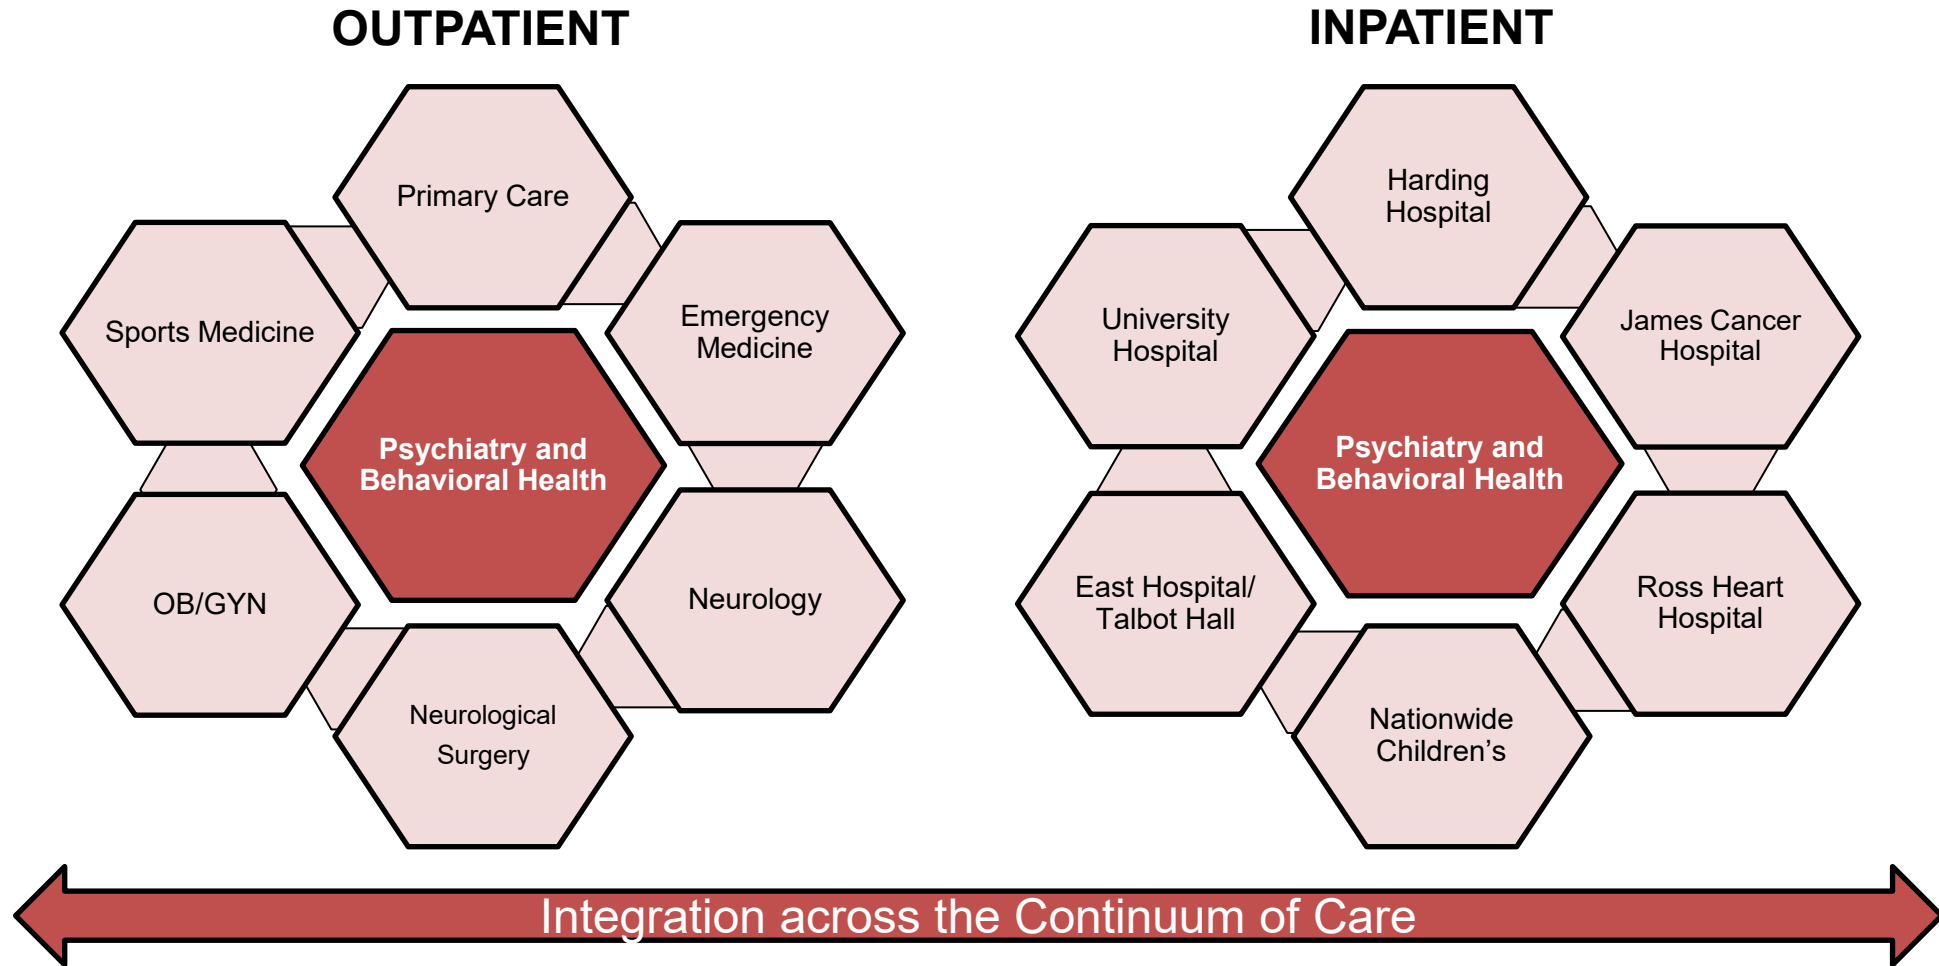 OUTPATIENT
Primary Care
Sports Medicine
Emergency
Medicine
Psychiatry and
Behavioral Health
OB/GYN
Neurology
Neurological
Surgery
INPATIENT
Harding
Hospital
University
Hospital
James Cancer
Hospital
Psychiatry and
Behavioral Health
East Hospital/
Talbot Hall
Ross Heart
Hospital
Nationwide
Children’s
Integration across the Continuum of Care